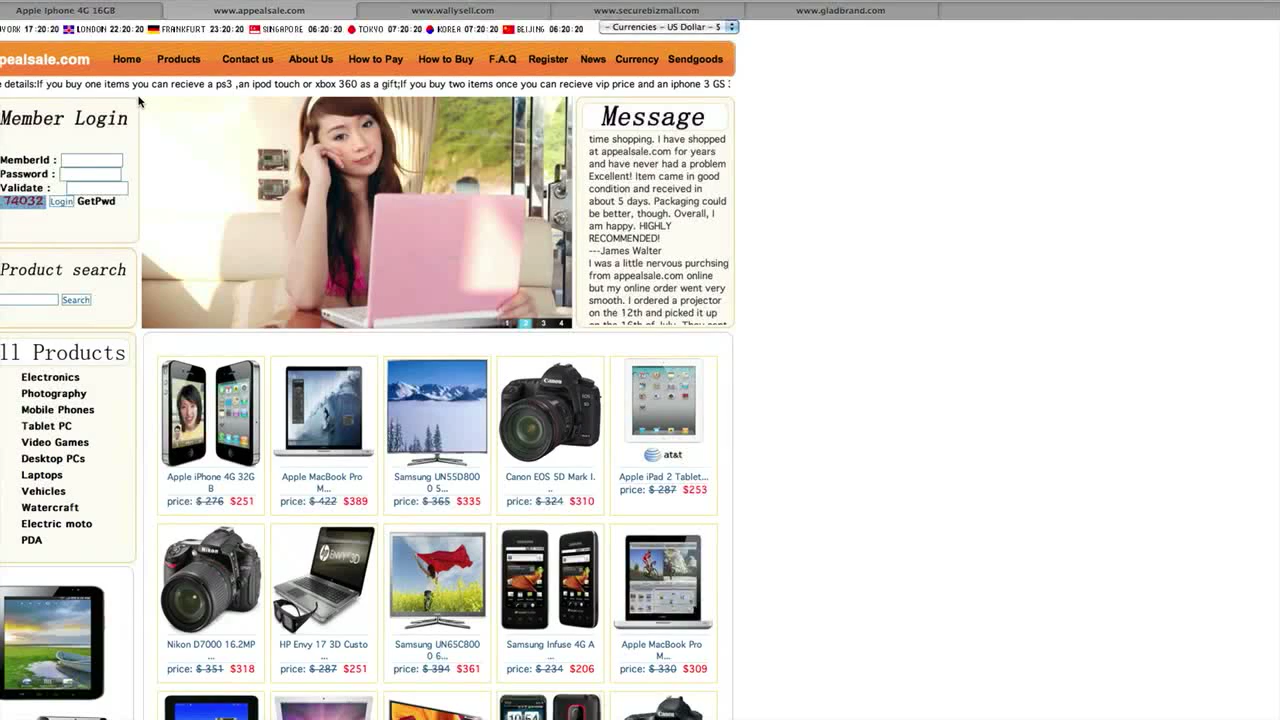 Apple Iphone 4G 16GB
www.appealsale.com
www.wallysell.com
www.securebizmall.com
www.gladbrand.com
YORK 17:20:20 LONDON 22:20:20 FRANKFURT 23:20:20 SINGAPORE 06:20:20 TOKYO 07:20:20 KOREA 07:20:20 BEIJING 06:20:20
- Currencies - US Dollar - $
pealsale.com Home Products Contact us About Us How to Pay How to Buy F.A.Q Register News Currency Sendgoods
e details:If you buy one items you can recieve a ps3 ,an ipod touch or xbox 360 as a gift;If you buy two items once you can recieve vip price and an iphone 3 GS
Member Login
MemberId :
Password :
Validate :
74032 Login GetPwd
Product search
Search
ll Products
Electronics
Photography
Mobile Phones
Tablet PC
Video Games
Desktop PCs
Laptops
Vehicles
Watercraft
Electric moto
PDA
1 2 3 4
Message
time shopping. I have shopped
at appealsale.com for years
and have never had a problem
Excellent! Item came in good
condition and received in
about 5 days. Packaging could
be better, though. Overall, I
am happy. HIGHLY
RECOMMENDED!
---James Walter
I was a little nervous purchsing
from appealsale.com online
but my online order went very
smooth. I ordered a projector
on the 12th and picked it up
on the 16th of July. They sent
Apple iPhone 4G 32G
B
price: $ 276 $251
Apple MacBook Pro
M...
price: $ 422 $389
Samsung UN55D800
0 5...
price: $ 365 $335
Canon EOS 5D Mark I.
..
price: $ 324 $310
at&t
Apple iPad 2 Tablet...
price: $ 287 $253
Nikon D7000 16.2MP
...
price: $ 351 $318
HP Envy 17 3D Custo
...
price: $ 287 $251
Samsung UN65C800
0 6...
price: $ 394 $361
Samsung Infuse 4G A
...
price: $ 234 $206
Apple MacBook Pro
M...
price: $ 330 $309